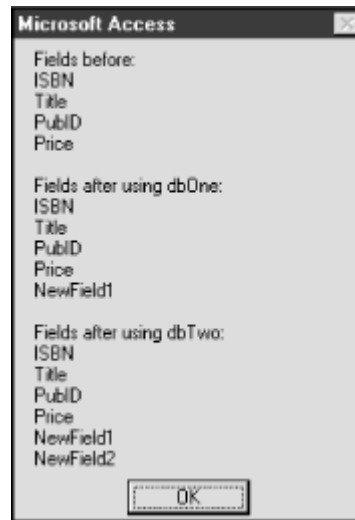 Microsoft Access
Fields before:
ISBN
Title
PubID
Price
Fields after using dbOne:
ISBN
Title
PubID
Price
NewField1
Fields after using dbTwo:
ISBN
Title
PubID
Price
NewField1
NewField2
OK